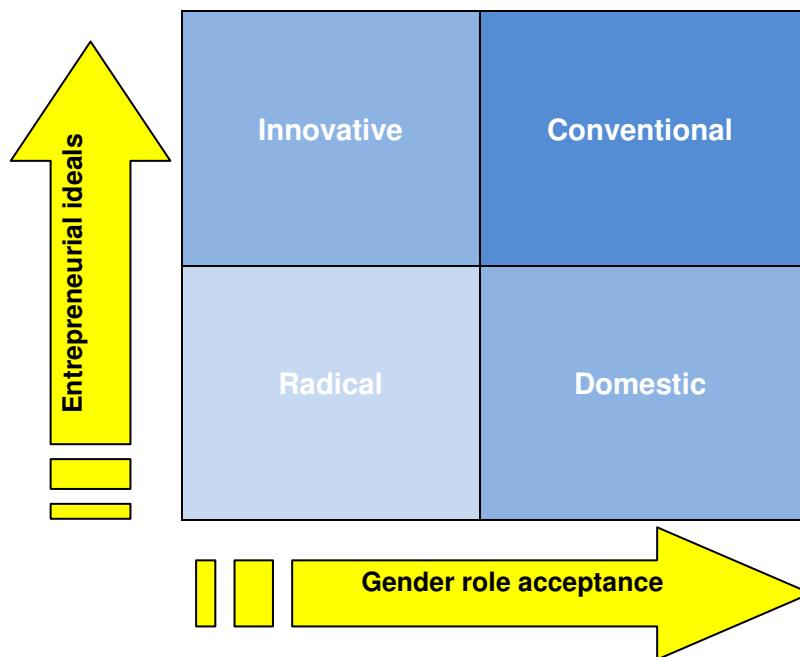 Entrepreneurial ideals
Innovative
Conventional
Radical
Domestic
Gender role acceptance